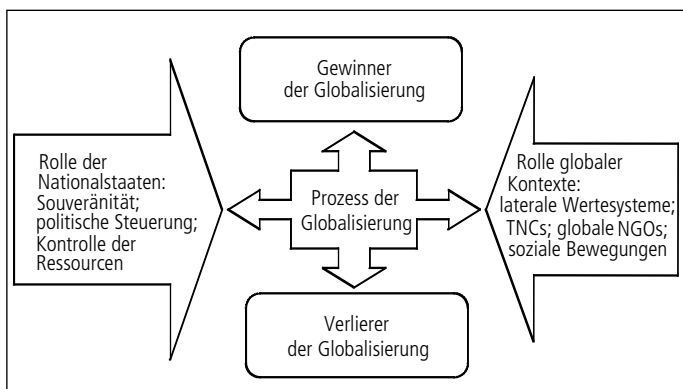 Gewinner
der Globalisierung
Rolle der
Nationalstaaten:
Souveränität;
politische Steuerung;
Kontrolle der
Ressourcen
Prozess der
Globalisierung
Rolle globaler
Kontexte:
laterale Wertesysteme;
TNCs; globale NGOs;
soziale Bewegungen
Verlierer
der Globalisierung